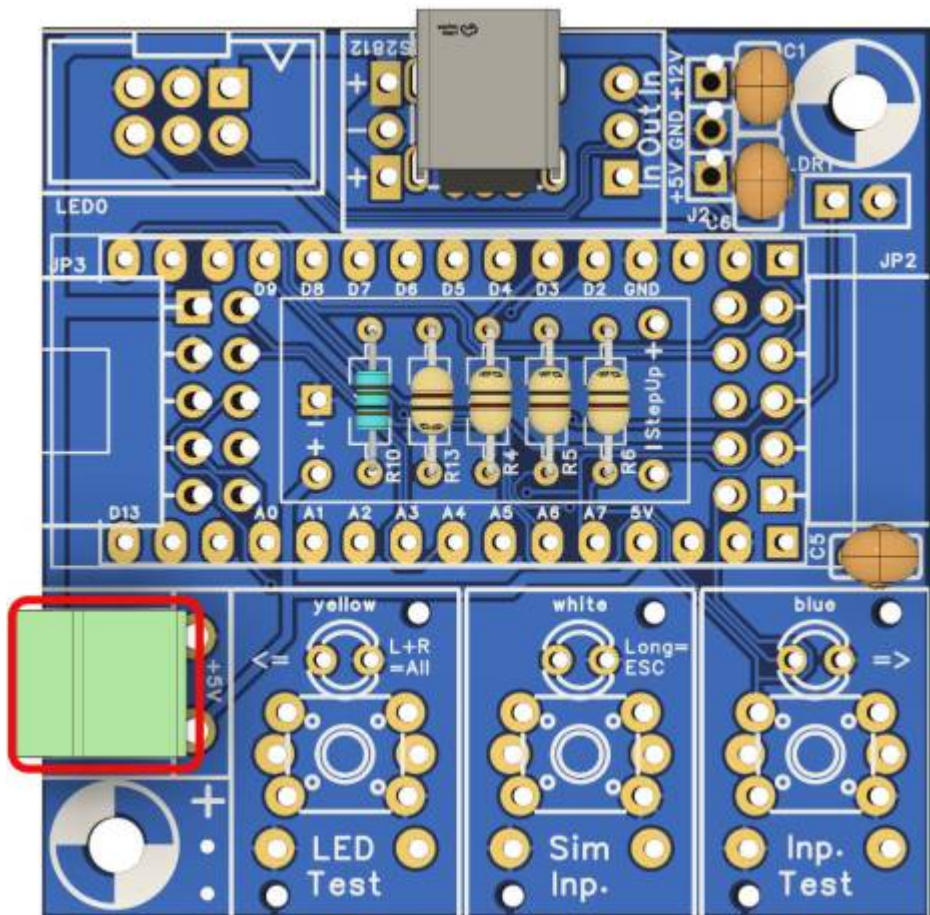 S2812
+
-
+
In Out In
+5V GND +12V
C1
LDR1
J2
C6
LED0
JP3
JP2
D9 D8 D7 D6 D5 D4 D3 D2 GND
- +
R10
R13
R4
R5
R6
- StepUp +
D13 A0 A1 A2 A3 A4 A5 A6 A7 5V
C5
+5V
+
yellow
<=
L+R
=All
LED
Test
white
Long=
ESC
Sim
Inp.
blue
=>
Inp.
Test